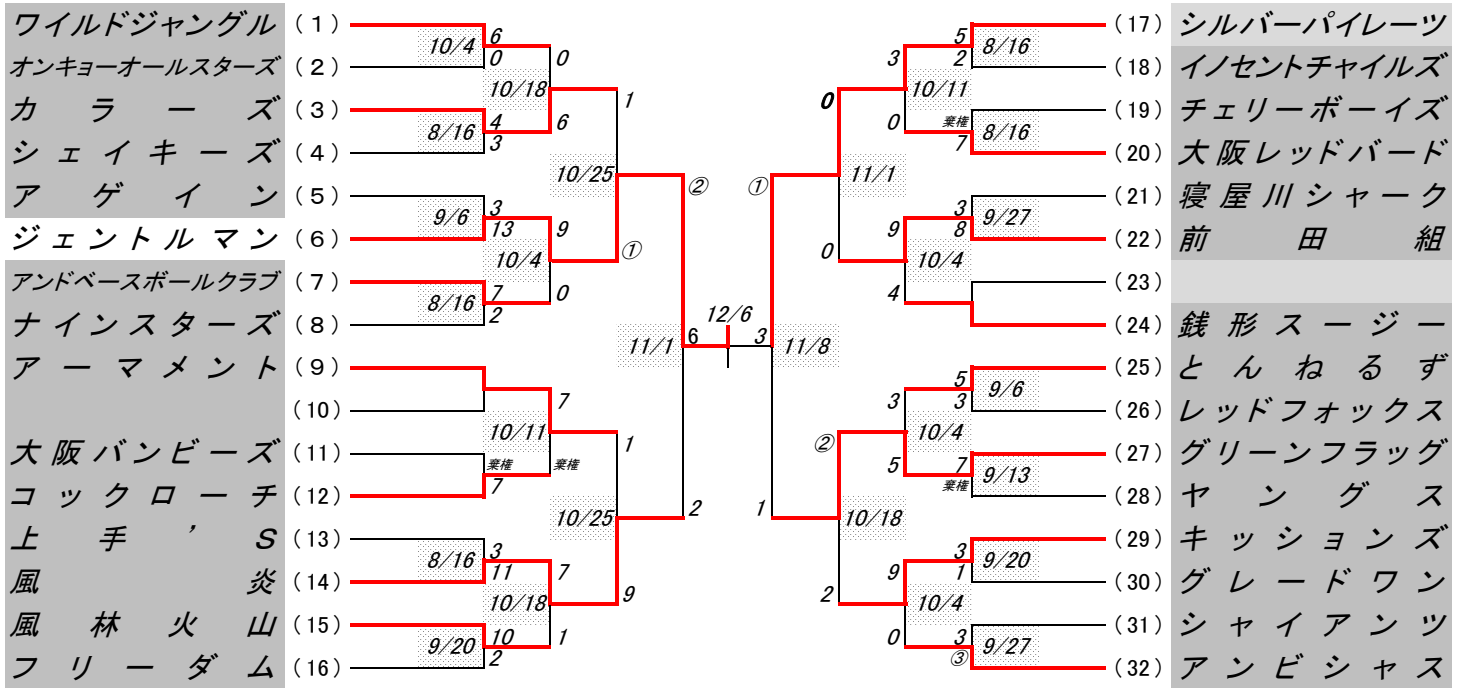 ワイルドジャングル (1)
オンキョーオールスターズ (2)
カラーズ (3)
シェイキーズ (4)
アゲイン (5)
ジェントルマン (6)
アンドベースボールクラブ (7)
ナインスターズ (8)
アーマメント (9)
(10)
大阪バンビーズ (11)
コックローチ (12)
上手’S (13)
風炎 (14)
風林火山 (15)
フリーダム (16)
10/4 6 0
8/16 4 3
9/6 3 13
8/16 7 2
棄権 7
8/16 3 11
9/20 10 2
10/18 0 6
10/4 9 0
10/11 7 棄権
10/18 7 1
10/25 1 ①
10/25 1 9
11/1 ② 2
6 12/6 3
① 11/8 1
0 11/1 0
② 10/18 2
3 10/11 0
9 10/4 4
3 10/4 5
9 10/4 0
5 2 8/16
棄権 7 8/16
3 8 9/27
5 3 9/6
7 棄権 9/13
3 1 9/20
3 ③ 9/27
(17) シルバーパイレーツ
(18) イノセントチャイルズ
(19) チェリーボーイズ
(20) 大阪レッドバード
(21) 寝屋川シャーク
(22) 前田組
(23)
(24) 銭形スージー
(25) とんねるず
(26) レッドフォックス
(27) グリーンフラッグ
(28) ヤングス
(29) キッションズ
(30) グレードワン
(31) シャイアンツ
(32) アンビシャス